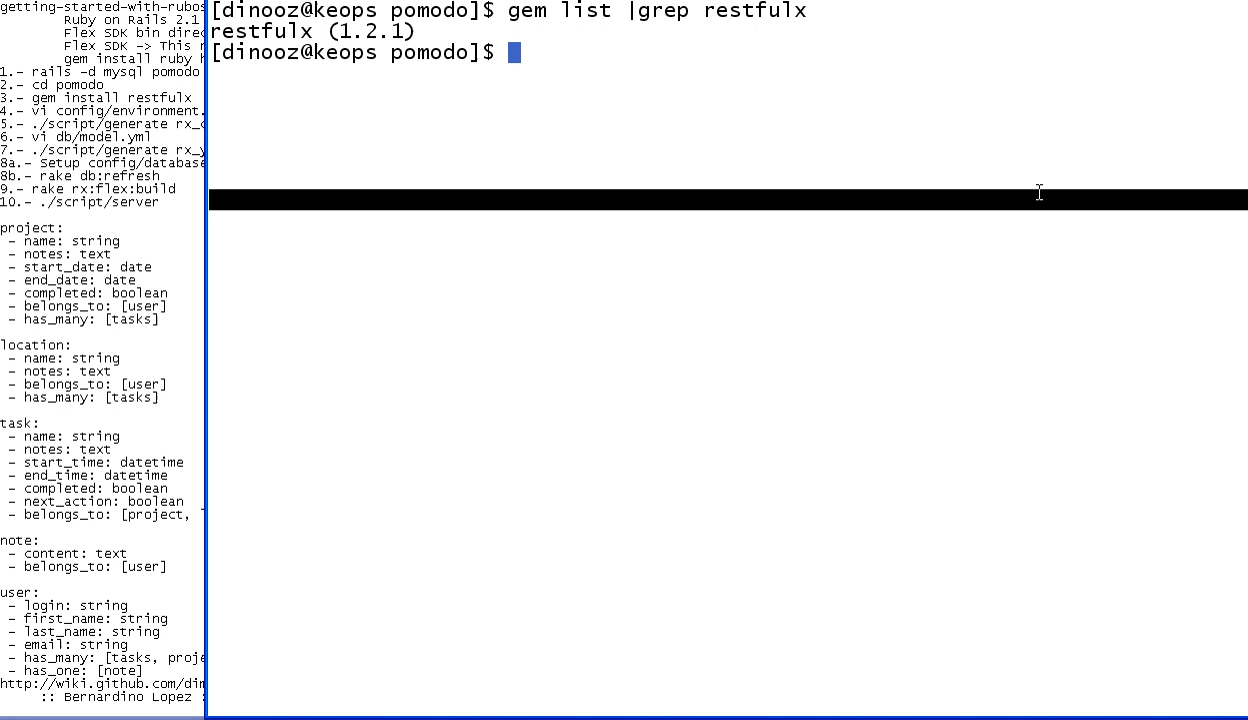 getting-started-with-rubos
Ruby on Rails 2.1
Flex SDK bin direc
Flex SDK -> This
gem install ruby
1.- rails -d mysql pomodo
2.- cd pomodo
3.- gem install restfulx
4.- vi config/environment.
5.- ./script/generate rx_c
6.- vi db/model.yml
7.- ./script/generate rx_y
8a.- Setup config/database
8b.- rake db:refresh
9.- rake rx:flex:build
10.- ./script/server
project:
- name: string
- notes: text
- start_date: date
- end_date: date
- completed: boolean
- belongs_to: [user]
- has_many: [tasks]
location:
- name: string
- notes: text
- belongs_to: [user]
- has_many: [tasks]
task:
- name: string
- notes: text
- start_time: datetime
- end_time: datetime
- completed: boolean
- next_action: boolean
- belongs_to: [project,
note:
- content: text
- belongs_to: [user]
user:
- login: string
- first_name: string
- last_name: string
- email: string
- has_many: [tasks, proje
- has_one: [note]
http://wiki.github.com/dim
:: Bernardino Lopez :
[dinooz@keops pomodo]$ gem list |grep restfulx
restfulx (1.2.1)
[dinooz@keops pomodo]$